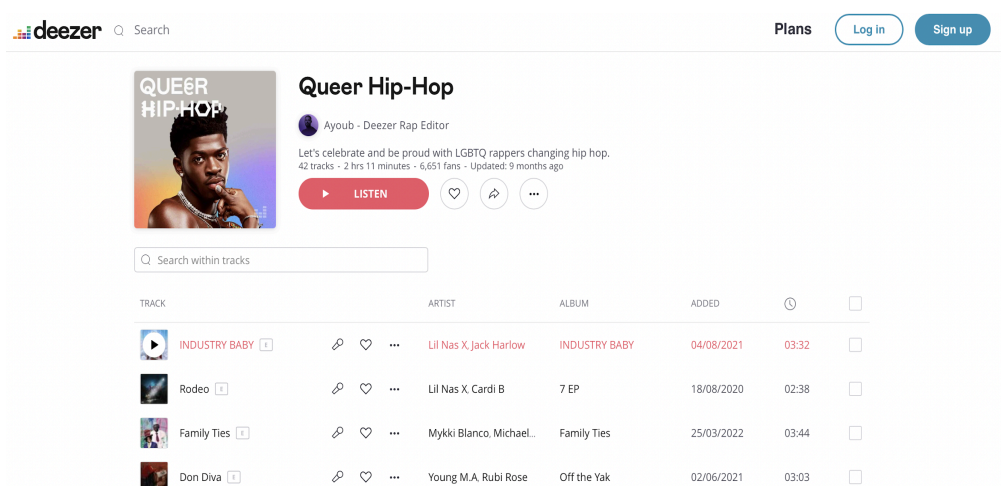 deezer Search Plans Log in Sign up
QUEER
HIP-HOP
Queer Hip-Hop
Ayoub - Deezer Rap Editor
Let's celebrate and be proud with LGBTQ rappers changing hip hop.
42 tracks - 2 hrs 11 minutes - 6,651 fans - Updated: 9 months ago
LISTEN
Search within tracks
TRACK ARTIST ALBUM ADDED
INDUSTRY BABY E Lil Nas X, Jack Harlow INDUSTRY BABY 04/08/2021 03:32
Rodeo E Lil Nas X, Cardi B 7 EP 18/08/2020 02:38
Family Ties E Mykki Blanco, Michael... Family Ties 25/03/2022 03:44
Don Diva E Young M.A, Rubi Rose Off the Yak 02/06/2021 03:03